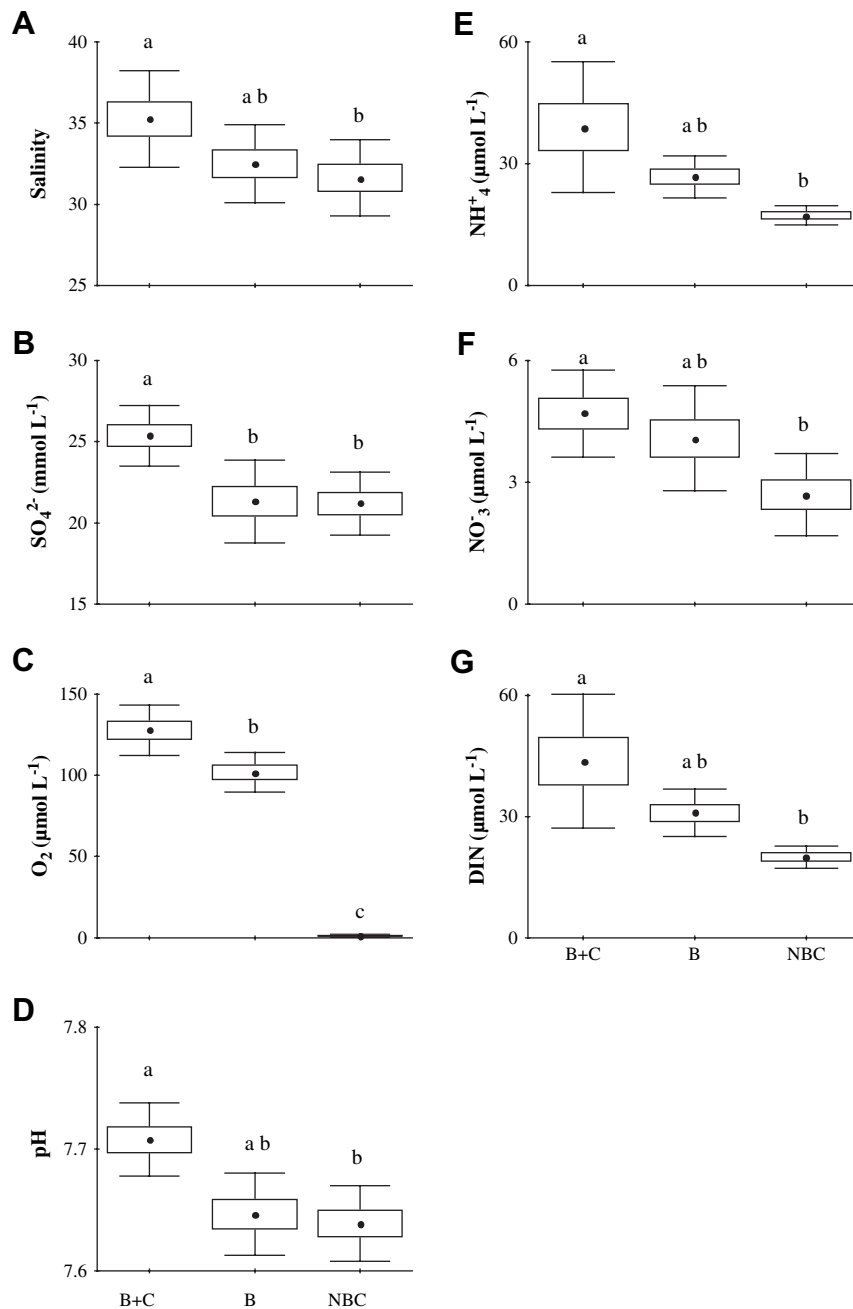 A
Salinity
40
35
30
25
a
a b
b
B
SO₄²⁻ (mmol L⁻¹)
30
25
20
15
a
b
b
C
O₂ (μmol L⁻¹)
150
100
50
0
a
b
c
D
pH
7.8
7.7
7.6
a
a b
b
B+C
B
NBC
E
NH⁺₄ (μmol L⁻¹)
60
30
0
a
a b
b
F
NO⁻₃ (μmol L⁻¹)
6
3
0
a
a b
b
G
DIN (μmol L⁻¹)
60
30
0
a
a b
b
B+C
B
NBC